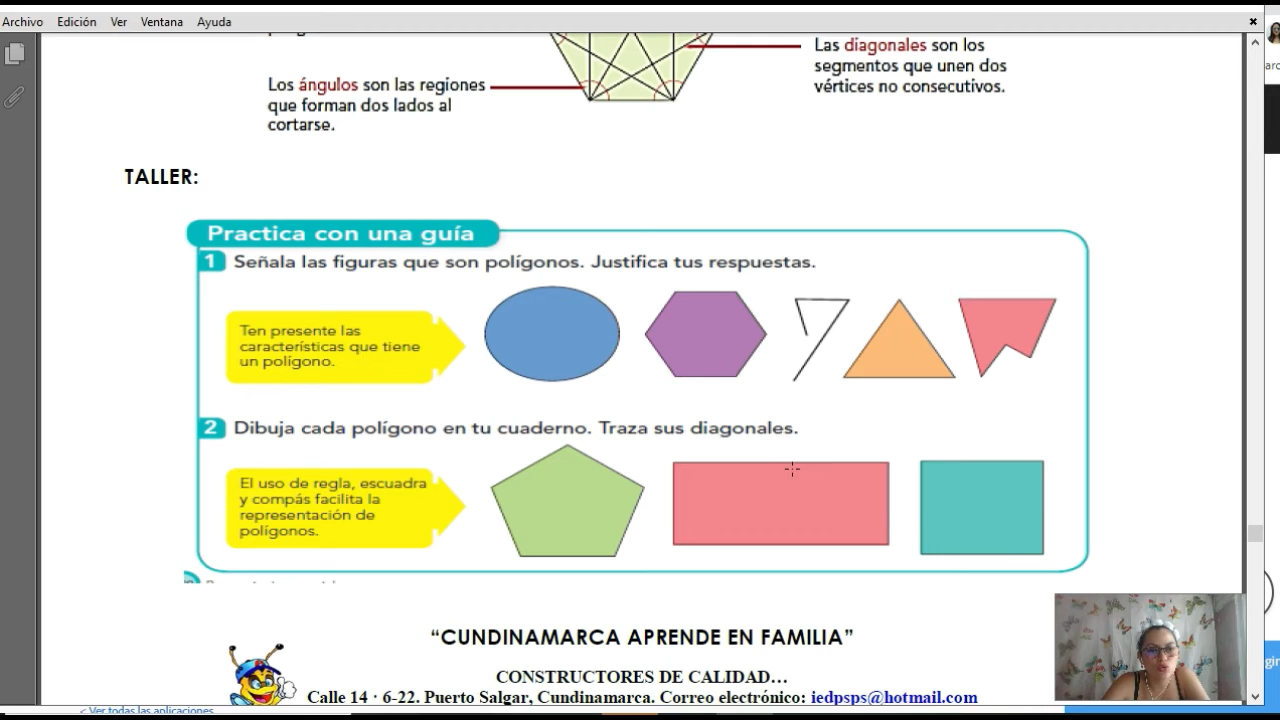 Archivo Edición Ver Ventana Ayuda
Los ángulos son las regiones
que forman dos lados al
cortarse.
Las diagonales son los
segmentos que unen dos
vértices no consecutivos.
TALLER:
Practica con una guía
1 Señala las figuras que son polígonos. Justifica tus respuestas.
Ten presente las
características que tiene
un polígono.
2 Dibuja cada polígono en tu cuaderno. Traza sus diagonales.
El uso de regla, escuadra
y compás facilita la
representación de
polígonos.
“CUNDINAMARCA APRENDE EN FAMILIA”
CONSTRUCTORES DE CALIDAD…
Calle 14 · 6-22. Puerto Salgar, Cundinamarca. Correo electrónico: iedpsps@hotmail.com
< Ver todas las aplicaciones